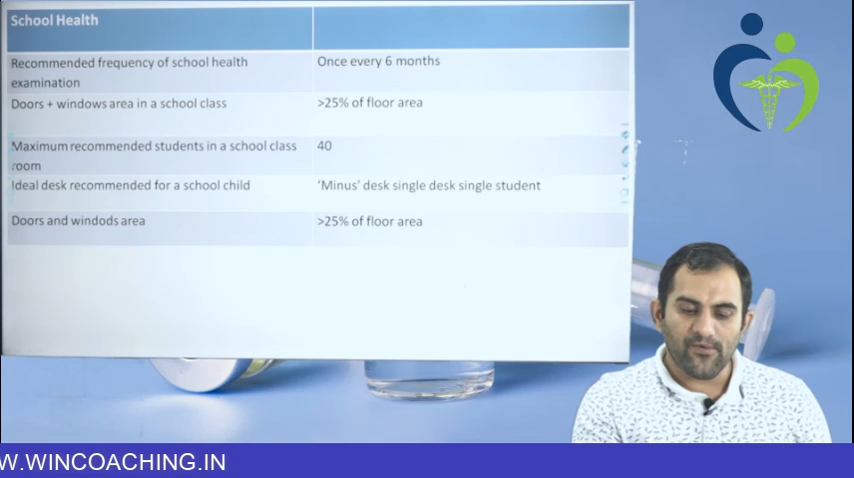 School Health
Recommended frequency of school health
examination
Once every 6 months
Doors + windows area in a school class
>25% of floor area
Maximum recommended students in a school class
room
40
Ideal desk recommended for a school child
‘Minus’ desk single desk single student
Doors and windods area
>25% of floor area
W.WINCOACHING.IN